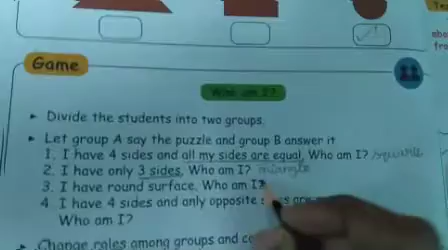 Game
Who am I?
Divide the students into two groups.
Let group A say the puzzle and group B answer it
1. I have 4 sides and all my sides are equal, Who am I? square
2. I have only 3 sides, Who am I? triangle
3. I have round surface, Who am I?
4. I have 4 sides and only opposite are
Who am I?
Change roles among groups and